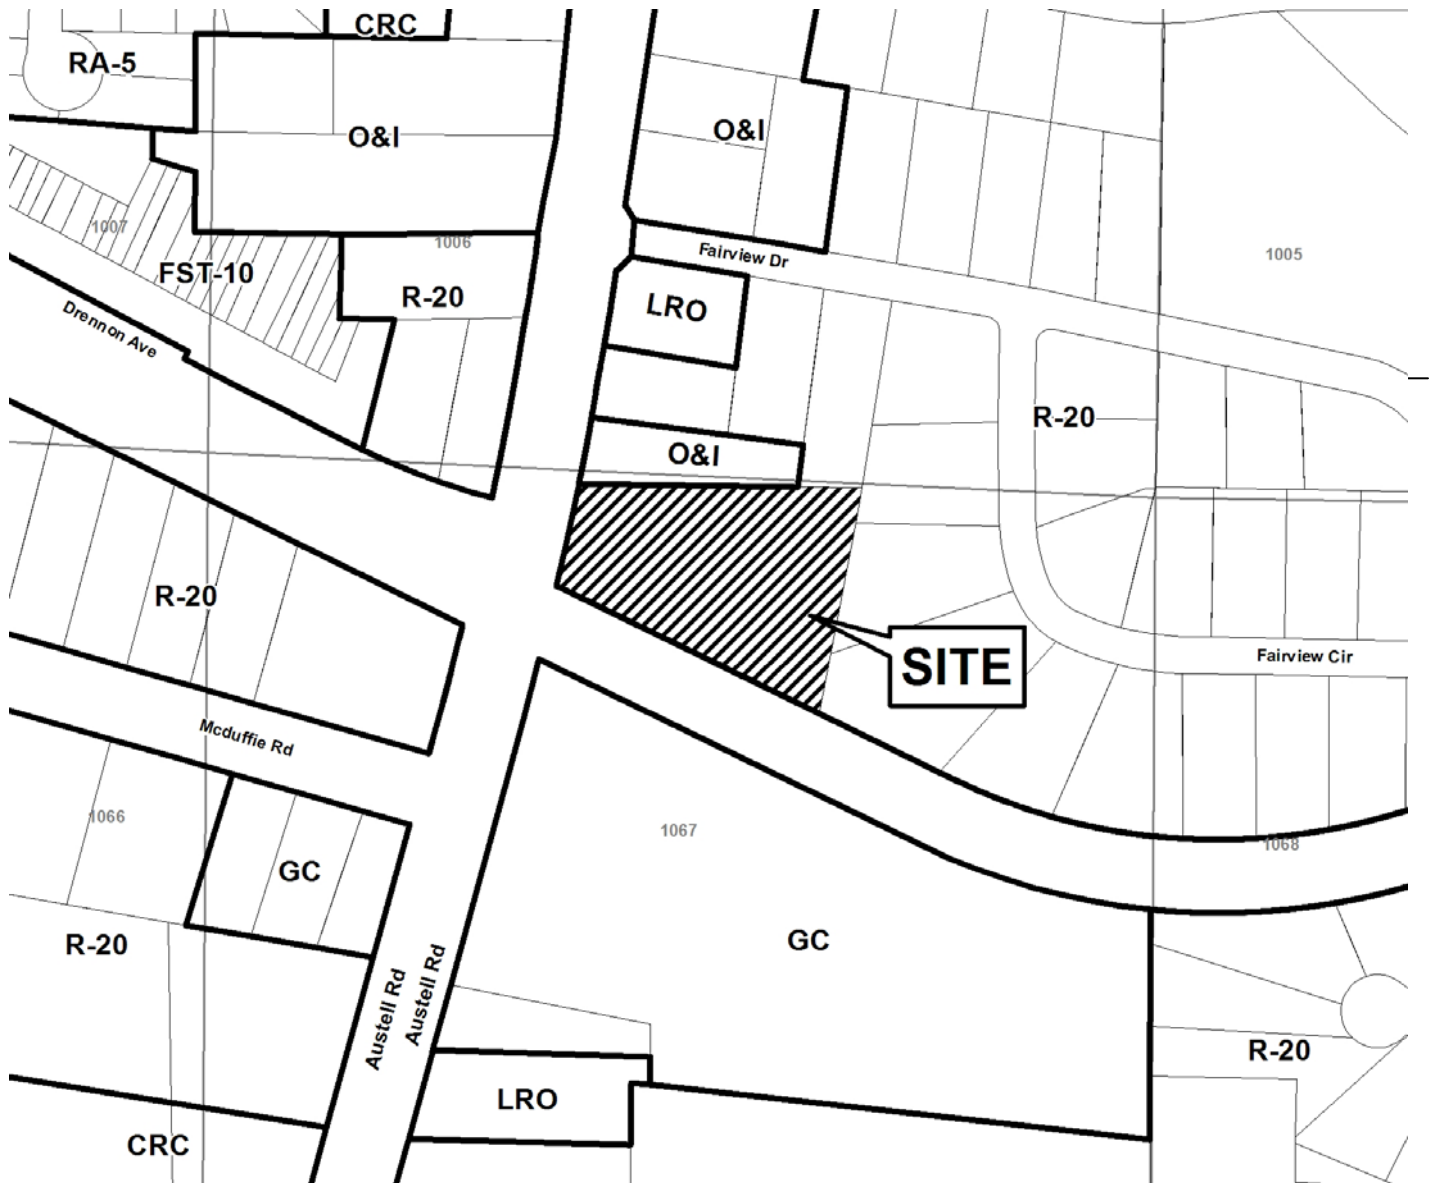 CRC
RA-5
O&I
O&I
1007
1006
Fairview Dr
1005
FST-10
R-20
LRO
Drennon Ave
R-20
O&I
R-20
SITE
Fairview Cir
Mcduffie Rd
1066
1067
1068
GC
R-20
GC
Austell Rd
Austell Rd
R-20
LRO
CRC